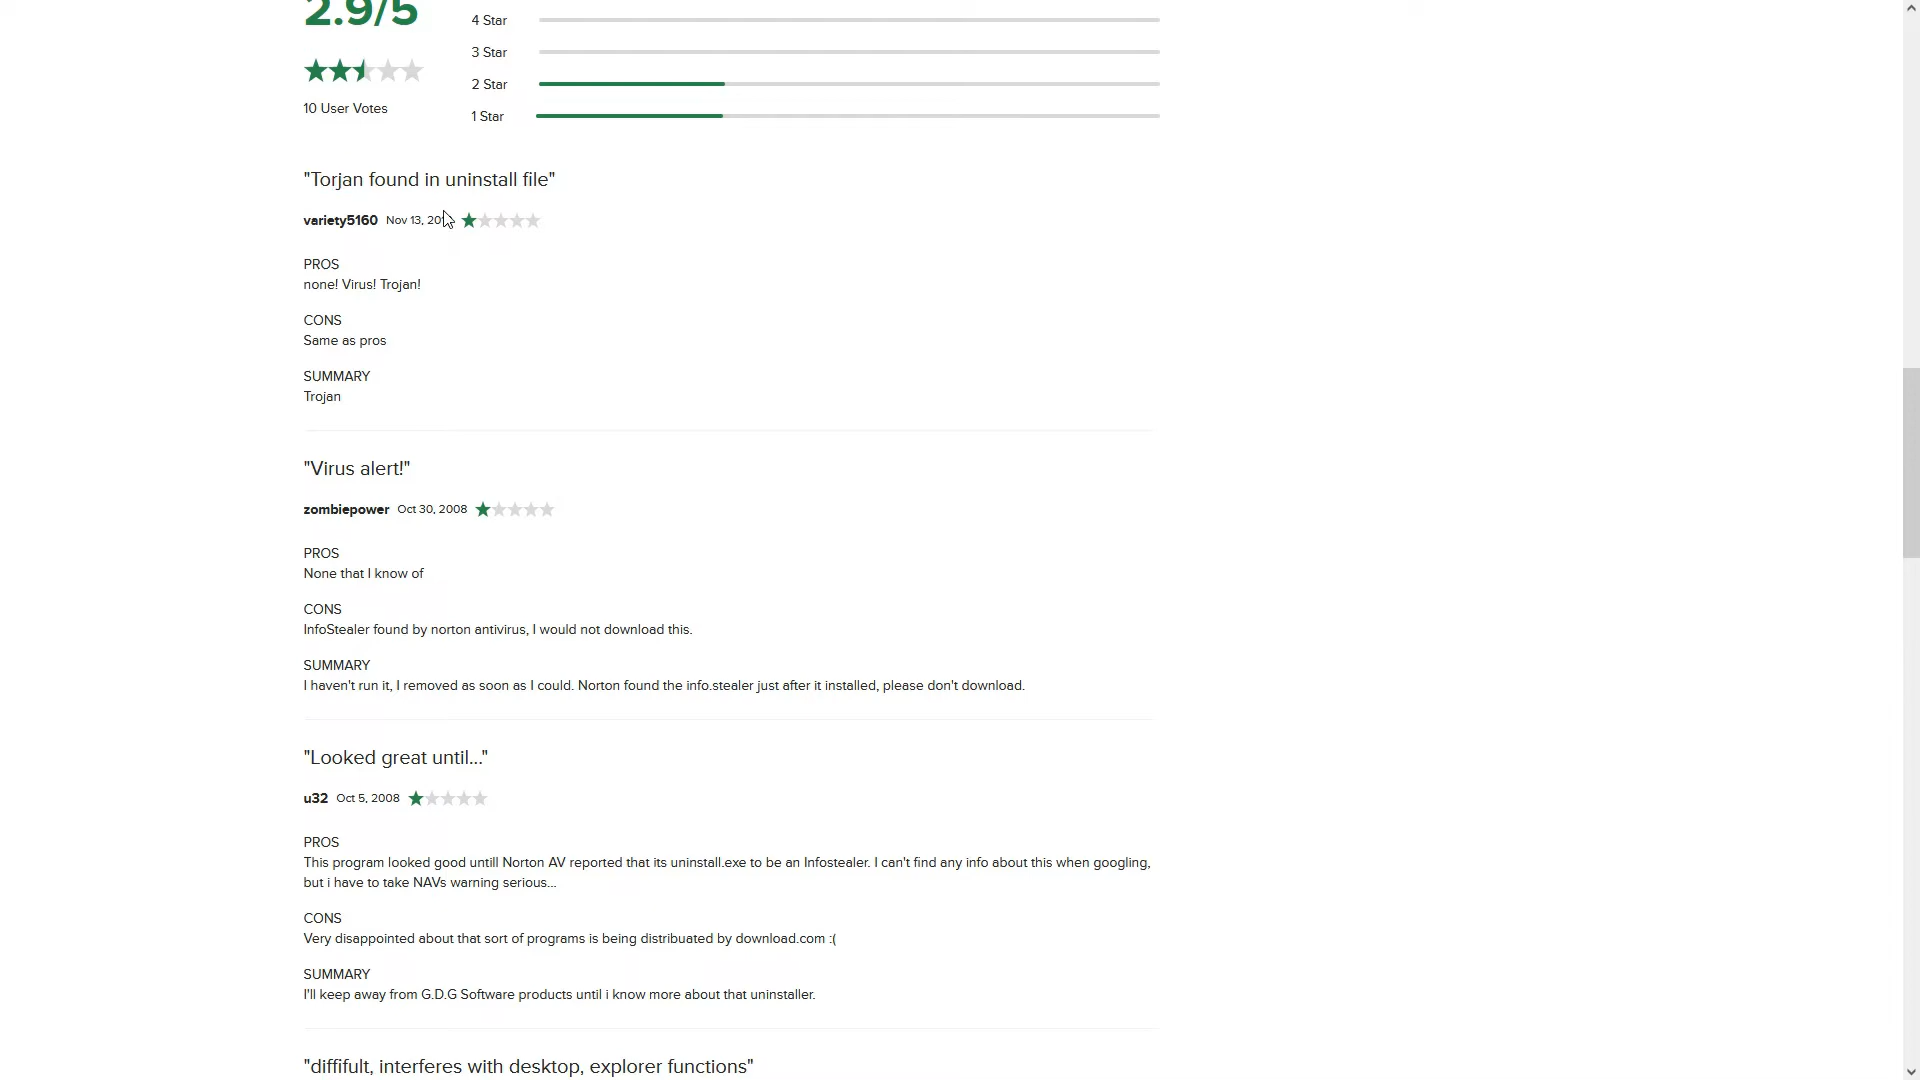 2.9/5
4 Star
3 Star
2 Star
10 User Votes
1 Star
"Torjan found in uninstall file"
variety5160 Nov 13,
PROS
none! Virus! Trojan!
CONS
Same as pros
SUMMARY
Trojan
"Virus alert!"
zombiepower Oct 30, 2008
PROS
None that I know of
CONS
InfoStealer found by norton antivirus, I would not download this.
SUMMARY
I haven't run it, I removed as soon as I could. Norton found the info.stealer just after it installed, please don't download.
"Looked great until..."
u32 Oct 5, 2008
PROS
This program looked good untill Norton AV reported that its uninstall.exe to be an Infostealer. I can't find any info about this when googling,
but i have to take NAVs warning serious...
CONS
Very disappointed about that sort of programs is being distribuated by download.com :(
SUMMARY
I'll keep away from G.D.G Software products until i know more about that uninstaller.
"diffifult, interferes with desktop, explorer functions"